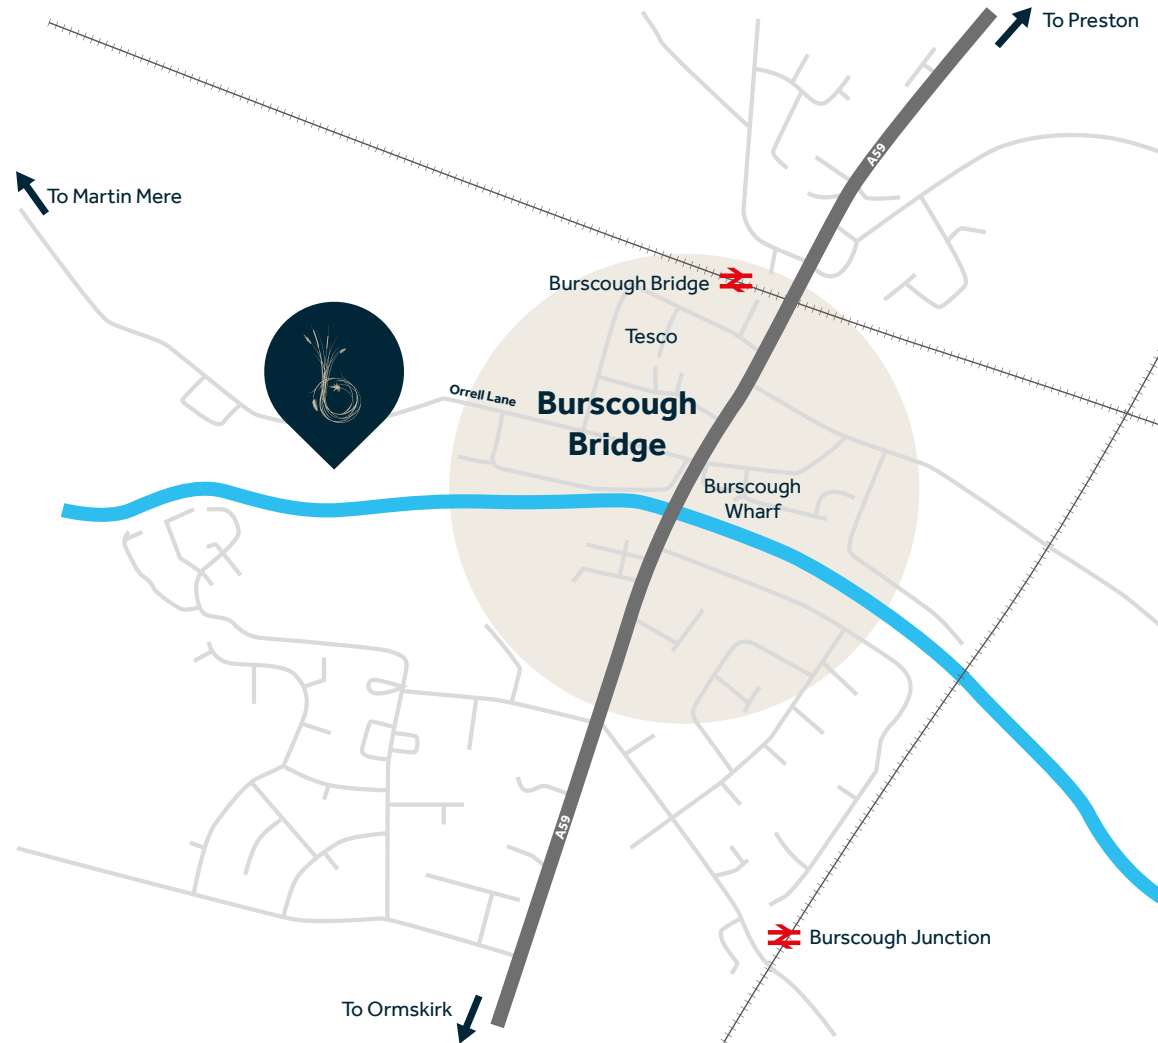 To Preston
A59
To Martin Mere
Burscough Bridge
Tesco
Orrell Lane
Burscough
Bridge
Burscough
Wharf
A59
Burscough Junction
To Ormskirk